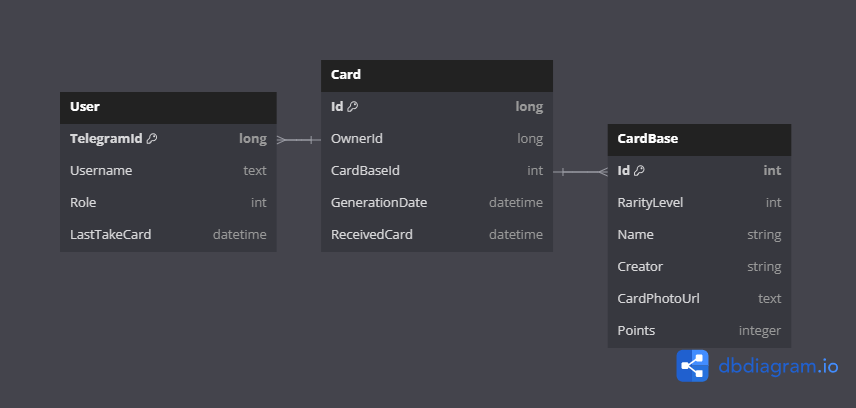 User
TelegramId long
Username text
Role int
LastTakeCard datetime
Card
Id long
OwnerId long
CardBaseId int
GenerationDate datetime
ReceivedCard datetime
CardBase
Id int
RarityLevel int
Name string
Creator string
CardPhotoUrl text
Points integer
dbdiagram.io